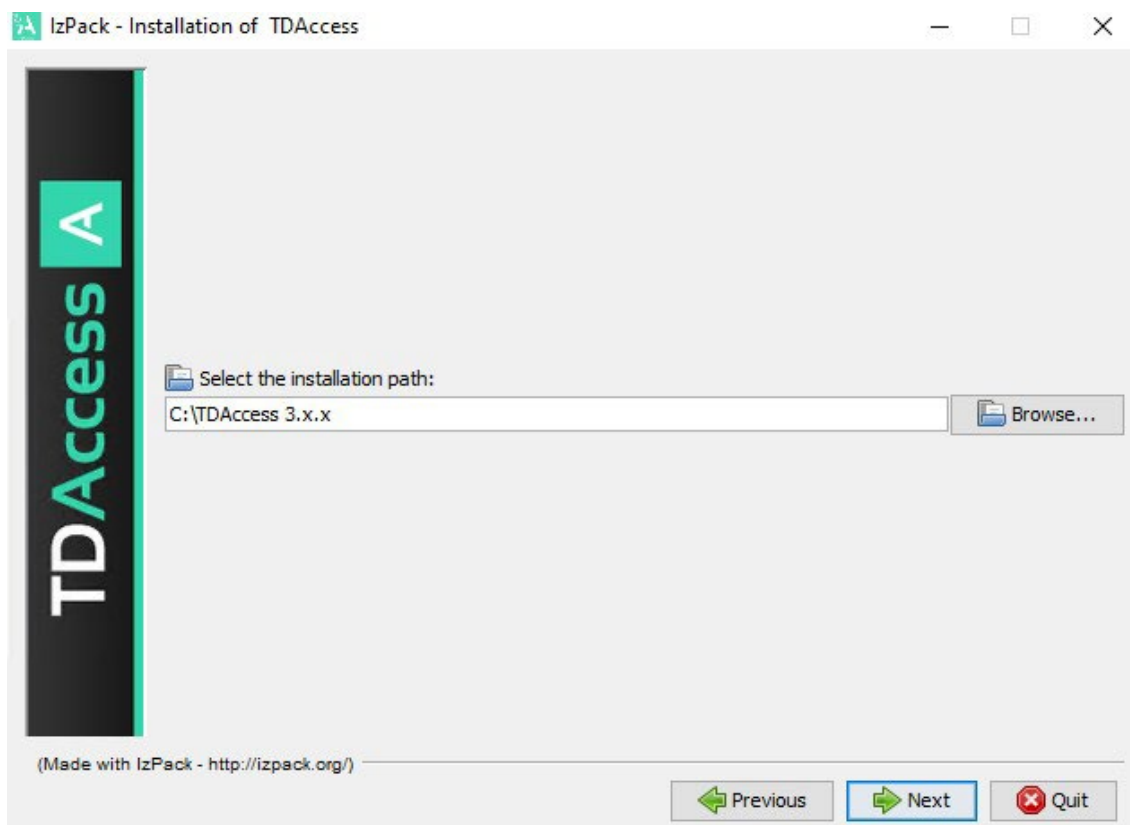 IzPack - Installation of  TDAccess
TDAccess A
Select the installation path:
C:\TDAccess 3.x.x
Browse...
(Made with IzPack - http://izpack.org/)
Previous
Next
Quit